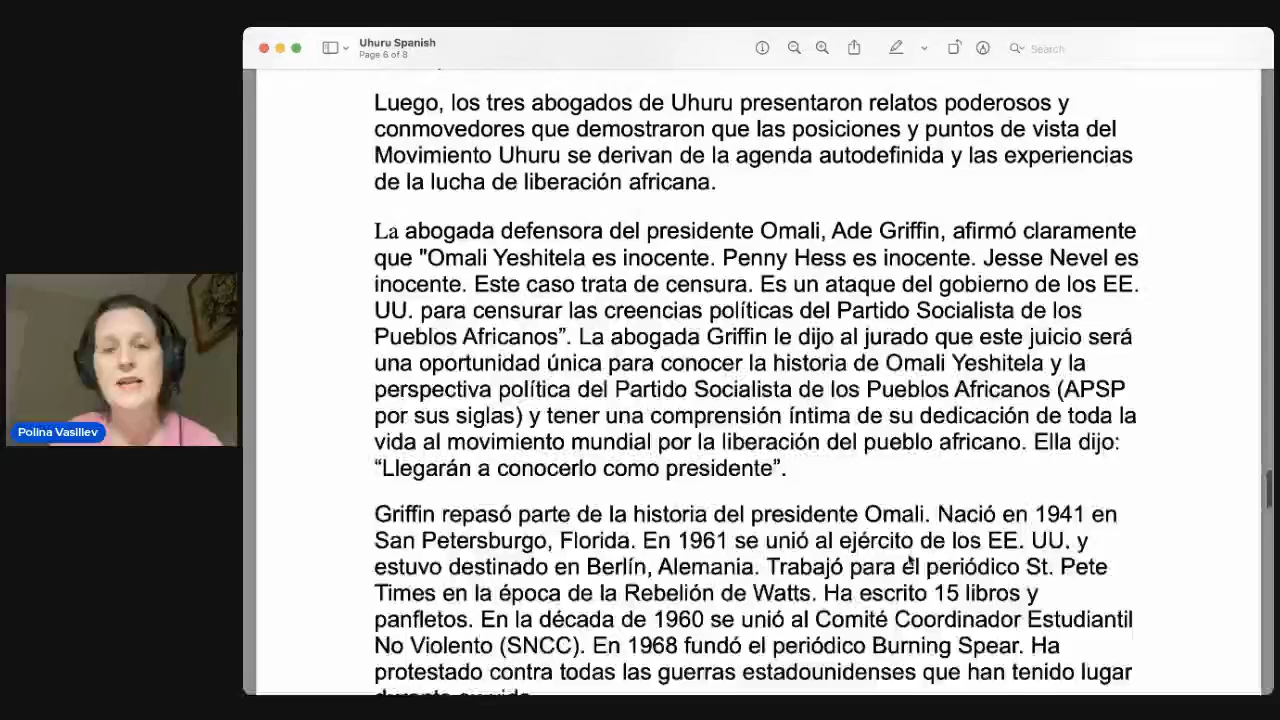 Uhuru Spanish
Page 6 of 8
Search
Luego, los tres abogados de Uhuru presentaron relatos poderosos y
conmovedores que demostraron que las posiciones y puntos de vista del
Movimiento Uhuru se derivan de la agenda autodefinida y las experiencias
de la lucha de liberación africana.
La abogada defensora del presidente Omali, Ade Griffin, afirmó claramente
que "Omali Yeshitela es inocente. Penny Hess es inocente. Jesse Nevel es
inocente. Este caso trata de censura. Es un ataque del gobierno de los EE.
UU. para censurar las creencias políticas del Partido Socialista de los
Pueblos Africanos”. La abogada Griffin le dijo al jurado que este juicio será
una oportunidad única para conocer la historia de Omali Yeshitela y la
perspectiva política del Partido Socialista de los Pueblos Africanos (APSP
por sus siglas) y tener una comprensión íntima de su dedicación de toda la
vida al movimiento mundial por la liberación del pueblo africano. Ella dijo:
“Llegarán a conocerlo como presidente”.
Griffin repasó parte de la historia del presidente Omali. Nació en 1941 en
San Petersburgo, Florida. En 1961 se unió al ejército de los EE. UU. y
estuvo destinado en Berlín, Alemania. Trabajó para el periódico St. Pete
Times en la época de la Rebelión de Watts. Ha escrito 15 libros y
panfletos. En la década de 1960 se unió al Comité Coordinador Estudiantil
No Violento (SNCC). En 1968 fundó el periódico Burning Spear. Ha
protestado contra todas las guerras estadounidenses que han tenido lugar
Polina Vasiliev